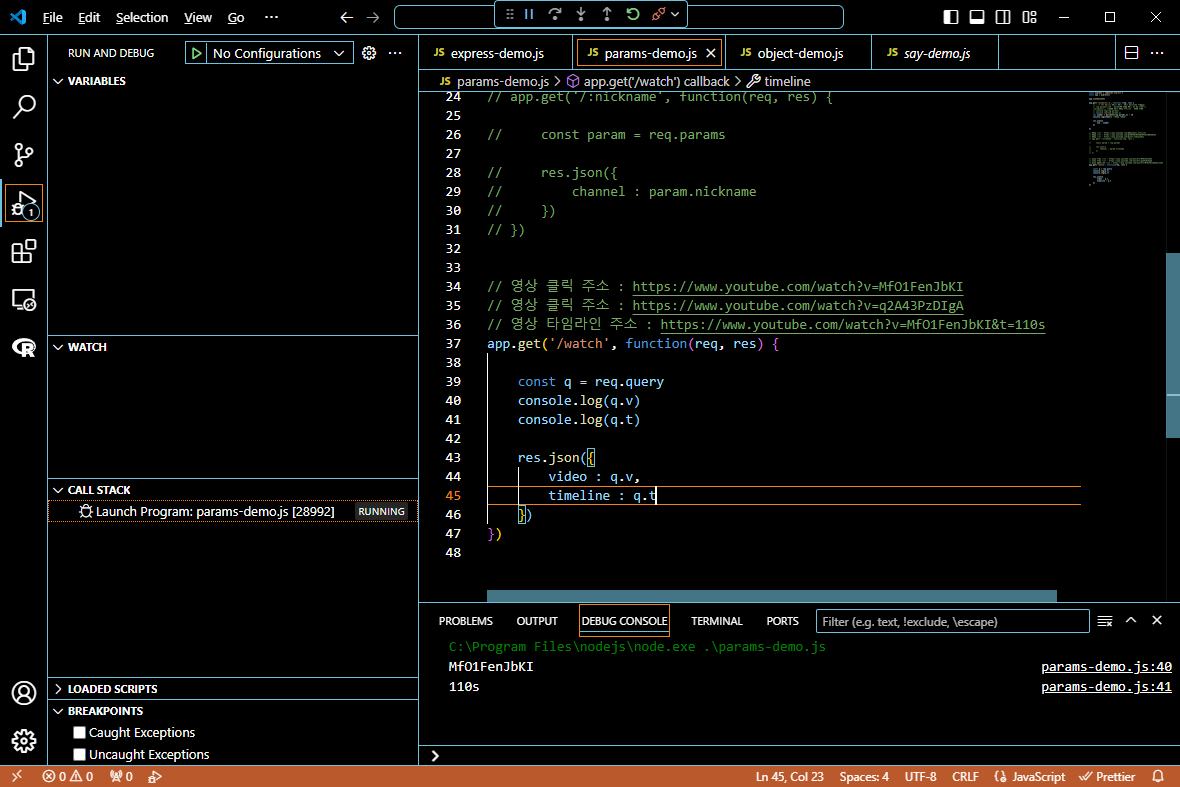 File Edit Selection View Go ···
RUN AND DEBUG
No Configurations
VARIABLES
WATCH
CALL STACK
Launch Program: params-demo.js [28992] RUNNING
LOADED SCRIPTS
BREAKPOINTS
Caught Exceptions
Uncaught Exceptions
JS express-demo.js
JS params-demo.js
JS object-demo.js
JS say-demo.js
JS params-demo.js > app.get('/watch') callback > timeline
24 // app.get('/:nickname', function(req, res) {
25
26 //     const param = req.params
27
28 //     res.json({
29 //         channel : param.nickname
30 //     })
31 // })
32
33
34 // 영상 클릭 주소 : https://www.youtube.com/watch?v=MfO1FenJbKI
35 // 영상 클릭 주소 : https://www.youtube.com/watch?v=q2A43PzDIgA
36 // 영상 타임라인 주소 : https://www.youtube.com/watch?v=MfO1FenJbKI&t=110s
37 app.get('/watch', function(req, res) {
38
39     const q = req.query
40     console.log(q.v)
41     console.log(q.t)
42
43     res.json({
44         video : q.v,
45         timeline : q.t
46     })
47 })
48
PROBLEMS OUTPUT DEBUG CONSOLE TERMINAL PORTS Filter (e.g. text, !exclude, \escape)
C:\Program Files\nodejs\node.exe .\params-demo.js
MfO1FenJbKI params-demo.js:40
110s params-demo.js:41
0 0 0 Ln 45, Col 23 Spaces: 4 UTF-8 CRLF JavaScript Prettier